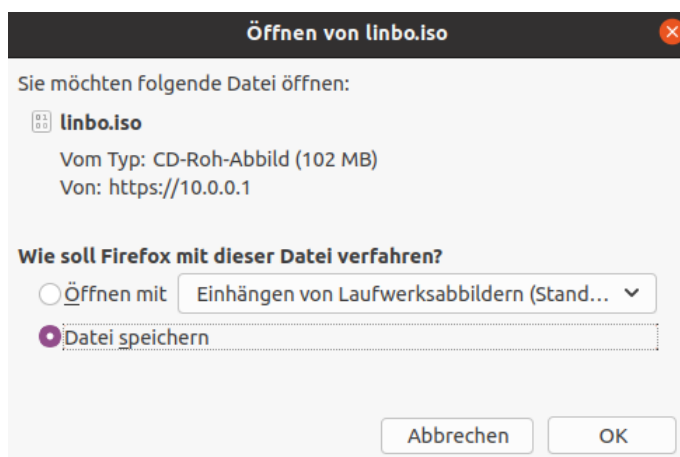 Öffnen von linbo.iso
Sie möchten folgende Datei öffnen:
linbo.iso
Vom Typ: CD-Roh-Abbild (102 MB)
Von: https://10.0.0.1
Wie soll Firefox mit dieser Datei verfahren?
Öffnen mit Einhängen von Laufwerksabbildern (Stand...
Datei speichern
Abbrechen OK